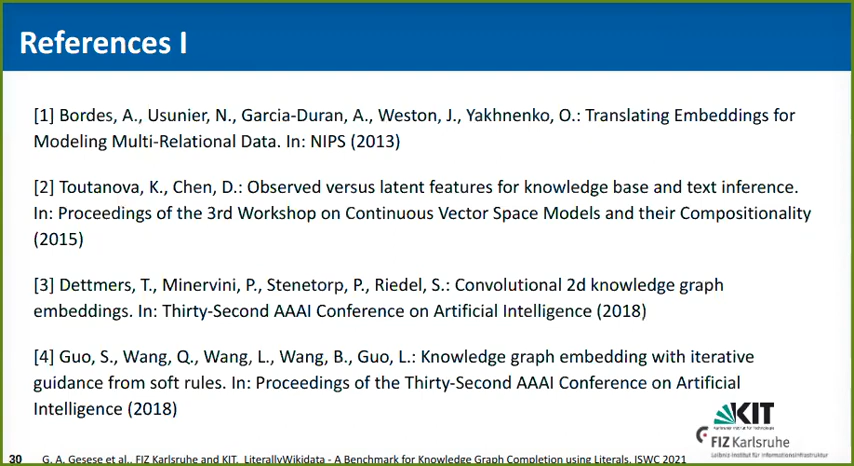 References I
[1] Bordes, A., Usunier, N., Garcia-Duran, A., Weston, J., Yakhnenko, O.: Translating Embeddings for
Modeling Multi-Relational Data. In: NIPS (2013)
[2] Toutanova, K., Chen, D.: Observed versus latent features for knowledge base and text inference.
In: Proceedings of the 3rd Workshop on Continuous Vector Space Models and their Compositionality
(2015)
[3] Dettmers, T., Minervini, P., Stenetorp, P., Riedel, S.: Convolutional 2d knowledge graph
embeddings. In: Thirty-Second AAAI Conference on Artificial Intelligence (2018)
[4] Guo, S., Wang, Q., Wang, L., Wang, B., Guo, L.: Knowledge graph embedding with iterative
guidance from soft rules. In: Proceedings of the Thirty-Second AAAI Conference on Artificial
Intelligence (2018)
KIT
FIZ Karlsruhe
Leibniz-Institut für Informationsinfrastruktur
30 G. A. Gesese et al., FIZ Karlsruhe and KIT, LiterallyWikidata - A Benchmark for Knowledge Graph Completion using Literals, ISWC 2021